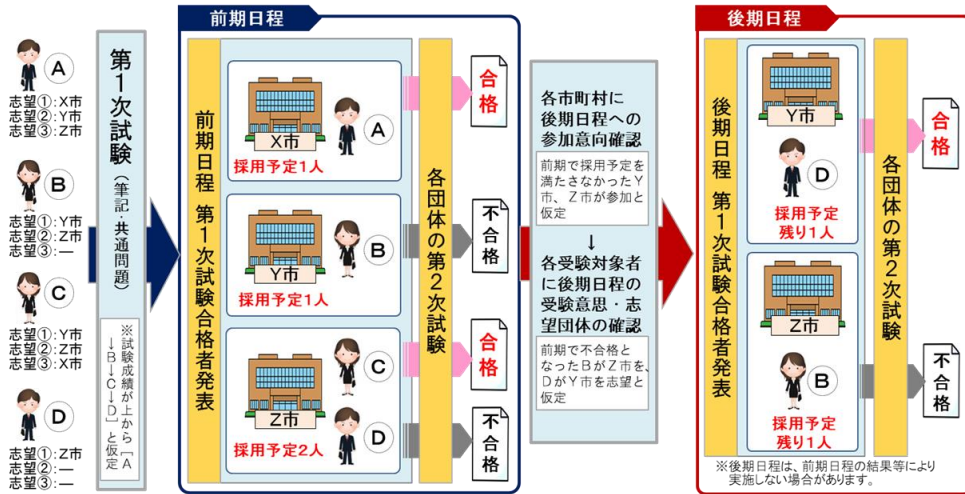 A
志望①:X市
志望②:Y市
志望③:Z市
B
志望①:Y市
志望②:Z市
志望③:―
C
志望①:Y市
志望②:Z市
志望③:X市
D
志望①:Z市
志望②:―
志望③:―
第1次試験(筆記・共通問題)
※試験成績が上から[A
→B→C→D]と仮定
前期日程
前期日程 第1次試験合格者発表
X市
A
採用予定1人
Y市
B
採用予定1人
Z市
C
D
採用予定2人
各団体の第2次試験
合格
不合格
合格
不合格
各市町村に
後期日程への
参加意向確認
前期で採用予定を
満たさなかったY
市、Z市が参加と
仮定
↓
各受験対象者
に後期日程の
受験意思・志
望団体の確認
前期で不合格と
なったBがZ市を、
DがY市を志望と
仮定
後期日程
後期日程 第1次試験合格者発表
Y市
D
採用予定
残り1人
Z市
B
採用予定
残り1人
各団体の第2次試験
合格
不合格
※後期日程は、前期日程の結果等により
実施しない場合があります。